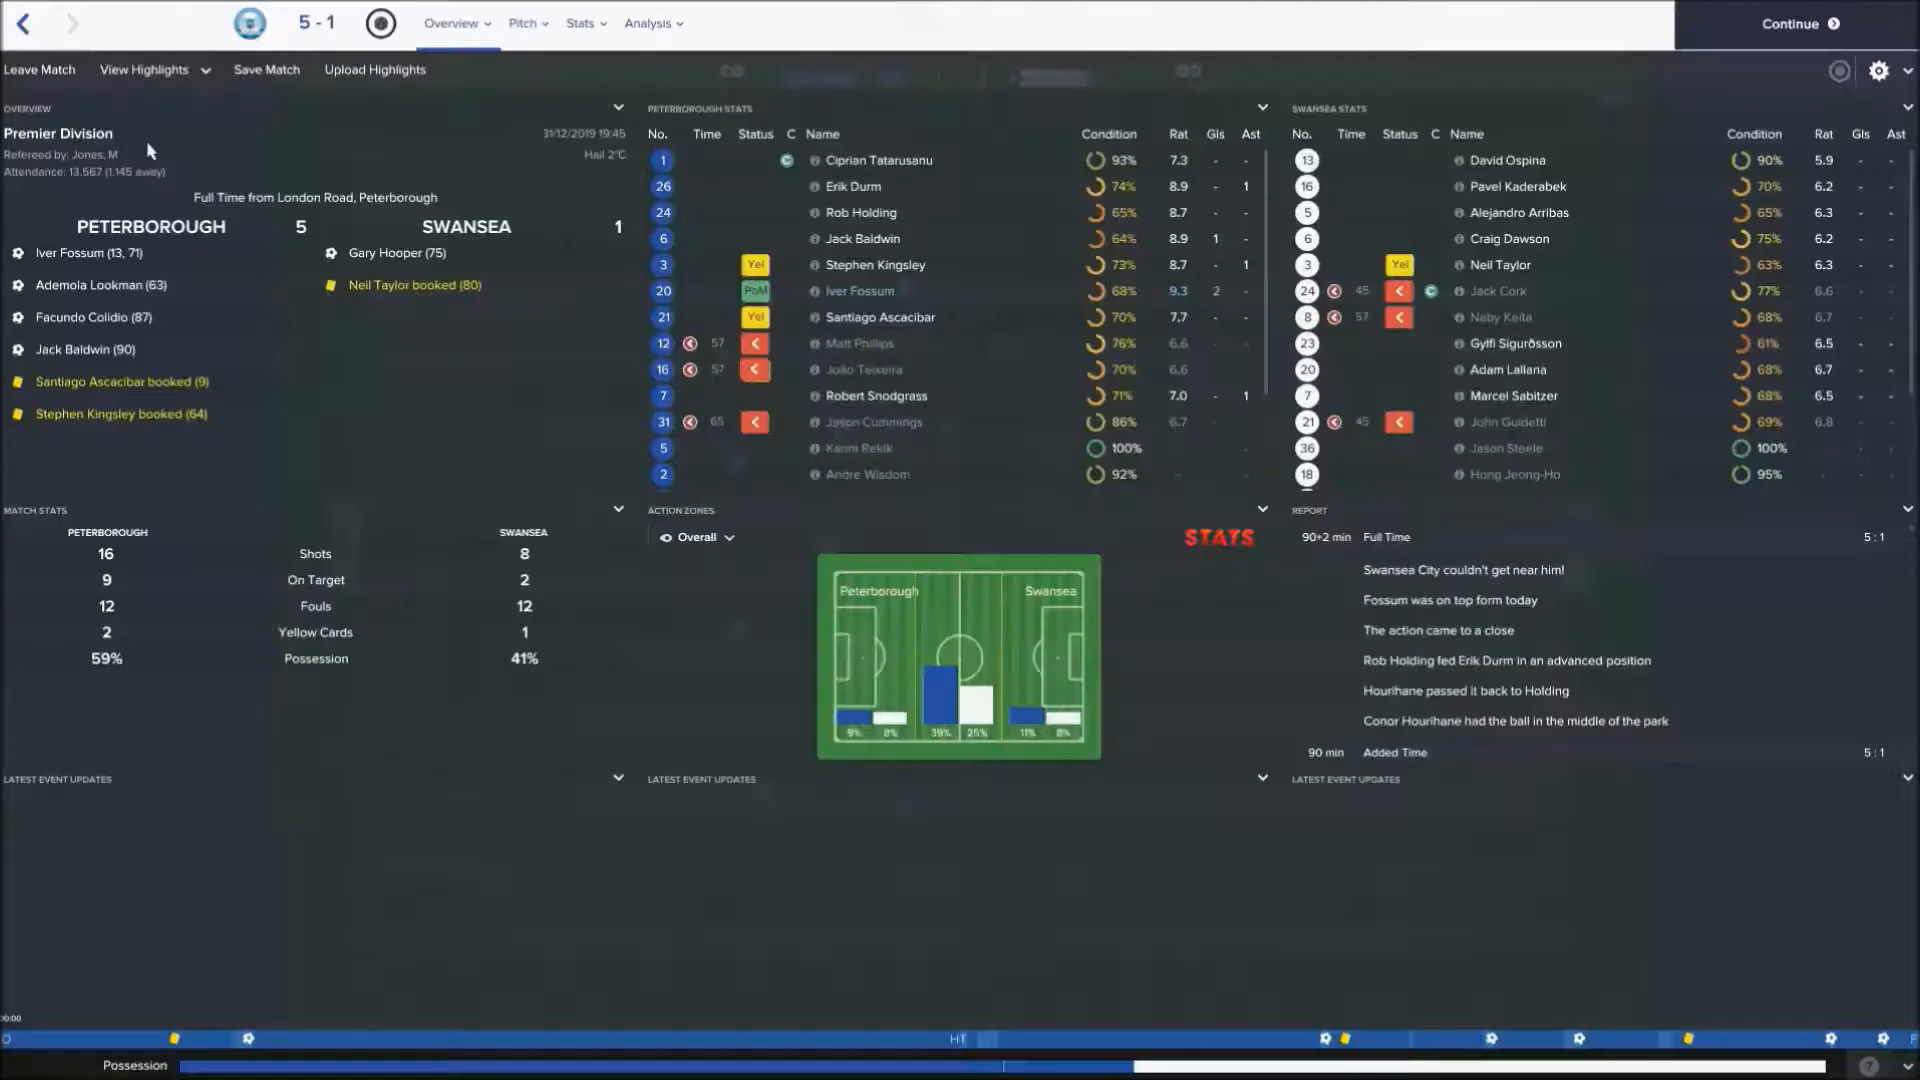 5 - 1
Overview
Pitch
Stats
Analysis
Continue
Leave Match
View Highlights
Save Match
Upload Highlights
OVERVIEW
Premier Division
31/12/2019 19:45
Refereed by: Jones, M
Hail 2°C
Attendance: 13,567 (1,145 away)
Full Time from London Road, Peterborough
PETERBOROUGH 5 SWANSEA 1
Iver Fossum (13, 71)
Gary Hooper (75)
Ademola Lookman (63)
Neil Taylor booked (80)
Facundo Colidio (87)
Jack Baldwin (90)
Santiago Ascacibar booked (9)
Stephen Kingsley booked (64)
PETERBOROUGH STATS
No. Time Status C Name Condition Rat Gls Ast
1 C Ciprian Tatarusanu 93% 7.3 - -
26 Erik Durm 74% 8.9 - 1
24 Rob Holding 65% 8.7 - -
6 Jack Baldwin 64% 8.9 1 -
3 Yel Stephen Kingsley 73% 8.7 - 1
20 PoM Iver Fossum 68% 9.3 2 -
21 Yel Santiago Ascacibar 70% 7.7 - -
12 57 Matt Phillips 76% 6.6 - -
16 57 João Teixeira 70% 6.6 - -
7 Robert Snodgrass 71% 7.0 - 1
31 65 Jason Cummings 86% 6.7 - -
5 Karim Rekik 100% -
2 Andre Wisdom 92% - -
SWANSEA STATS
No. Time Status C Name Condition Rat Gls Ast
13 David Ospina 90% 5.9 - -
16 Pavel Kaderabek 70% 6.2 - -
5 Alejandro Arribas 65% 6.3 - -
6 Craig Dawson 75% 6.2 - -
3 Yel Neil Taylor 63% 6.3 - -
24 45 C Jack Cork 77% 6.6 - -
8 57 Naby Keita 68% 6.7 - -
23 Gylfi Sigurðsson 61% 6.5 - -
20 Adam Lallana 68% 6.7 - -
7 Marcel Sabitzer 68% 6.5 - -
21 45 John Guidetti 69% 6.8 - -
36 Jason Steele 100% - -
18 Hong Jeong-Ho 95% - - -
MATCH STATS
PETERBOROUGH SWANSEA
16 Shots 8
9 On Target 2
12 Fouls 12
2 Yellow Cards 1
59% Possession 41%
ACTION ZONES
Overall
STATS
Peterborough Swansea
9% 8% 39% 25% 11% 8%
REPORT
90+2 min Full Time 5 : 1
Swansea City couldn't get near him!
Fossum was on top form today
The action came to a close
Rob Holding fed Erik Durm in an advanced position
Hourihane passed it back to Holding
Conor Hourihane had the ball in the middle of the park
90 min Added Time 5 : 1
LATEST EVENT UPDATES
LATEST EVENT UPDATES
LATEST EVENT UPDATES
00:00
HT
Possession